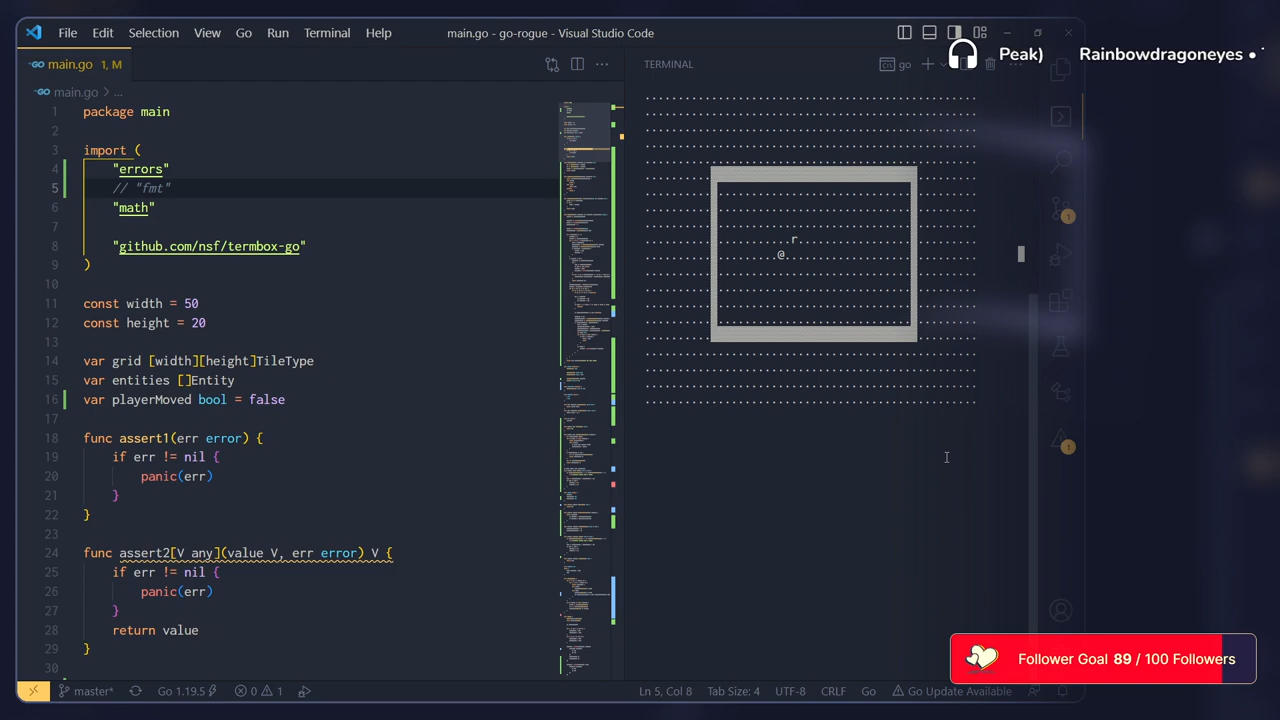 File Edit Selection View Go Run Terminal Help main.go - go-rogue - Visual Studio Code
Peak) Rainbowdragoneyes •
main.go 1, M
TERMINAL
go
main.go > ...
1 package main
2
3 import (
4 "errors"
5 // "fmt"
6 "math"
8 "github.com/nsf/termbox-go"
9 )
10
11 const width = 50
12 const height = 20
13
14 var grid [width][height]TileType
15 var entities []Entity
16 var playerMoved bool = false
17
18 func assert1(err error) {
19 if err != nil {
20 panic(err)
21 }
22 }
23
24 func assert2[V any](value V, err error) V {
25 if err != nil {
26 panic(err)
27 }
28 return value
29 }
30
r
@
1
1
Follower Goal 89 / 100 Followers
master* Go 1.19.5 0 1 Ln 5, Col 8 Tab Size: 4 UTF-8 CRLF Go Go Update Available